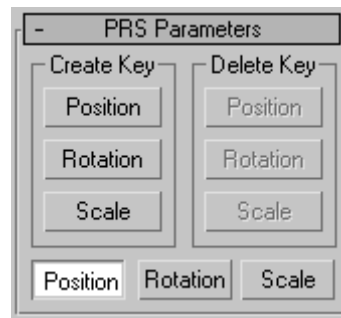 - PRS Parameters
Create Key Delete Key
Position Position
Rotation Rotation
Scale Scale
Position Rotation Scale